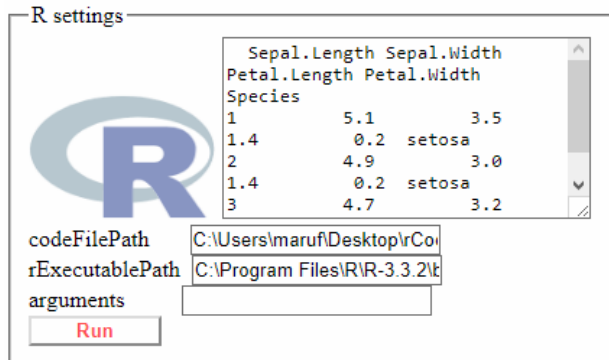 R settings
Sepal.Length Sepal.Width
Petal.Length Petal.Width
Species
1 5.1 3.5
1.4 0.2 setosa
2 4.9 3.0
1.4 0.2 setosa
3 4.7 3.2
R
codeFilePath C:\Users\maruf\Desktop\rCo
rExecutablePath C:\Program Files\R\R-3.3.2\b
arguments
Run